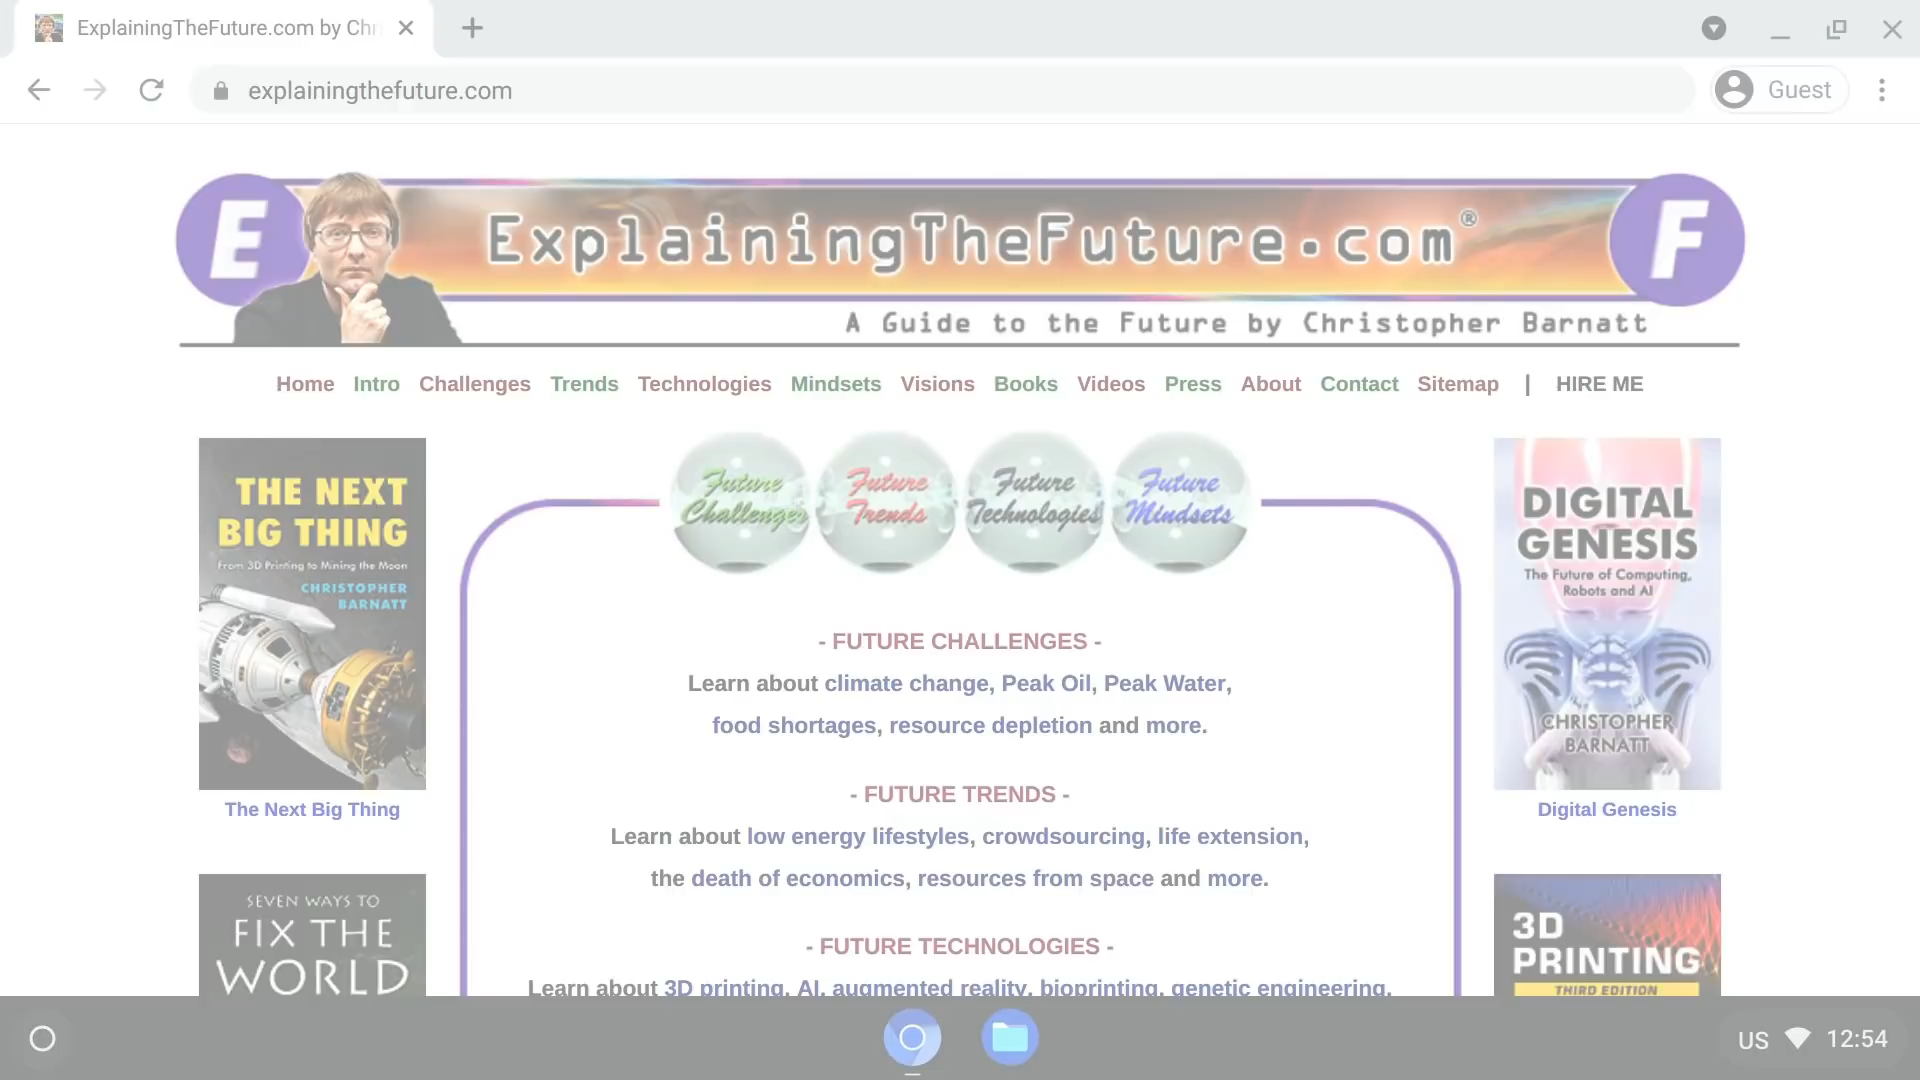 ExplainingTheFuture.com by Chr
explainingthefuture.com
Guest
E
ExplainingTheFuture.com®
F
A Guide to the Future by Christopher Barnatt
Home Intro Challenges Trends Technologies Mindsets Visions Books Videos Press About Contact Sitemap | HIRE ME
THE NEXT
BIG THING
From 3D Printing to Mining the Moon
CHRISTOPHER
BARNATT
The Next Big Thing
SEVEN WAYS TO
FIX THE
WORLD
Future
Challenges
Future
Trends
Future
Technologies
Future
Mindsets
- FUTURE CHALLENGES -
Learn about climate change, Peak Oil, Peak Water,
food shortages, resource depletion and more.
- FUTURE TRENDS -
Learn about low energy lifestyles, crowdsourcing, life extension,
the death of economics, resources from space and more.
- FUTURE TECHNOLOGIES -
Learn about 3D printing, AI, augmented reality, bioprinting, genetic engineering,
DIGITAL
GENESIS
The Future of Computing,
Robots and AI
CHRISTOPHER
BARNATT
Digital Genesis
3D
PRINTING
THIRD EDITION
US 12:54